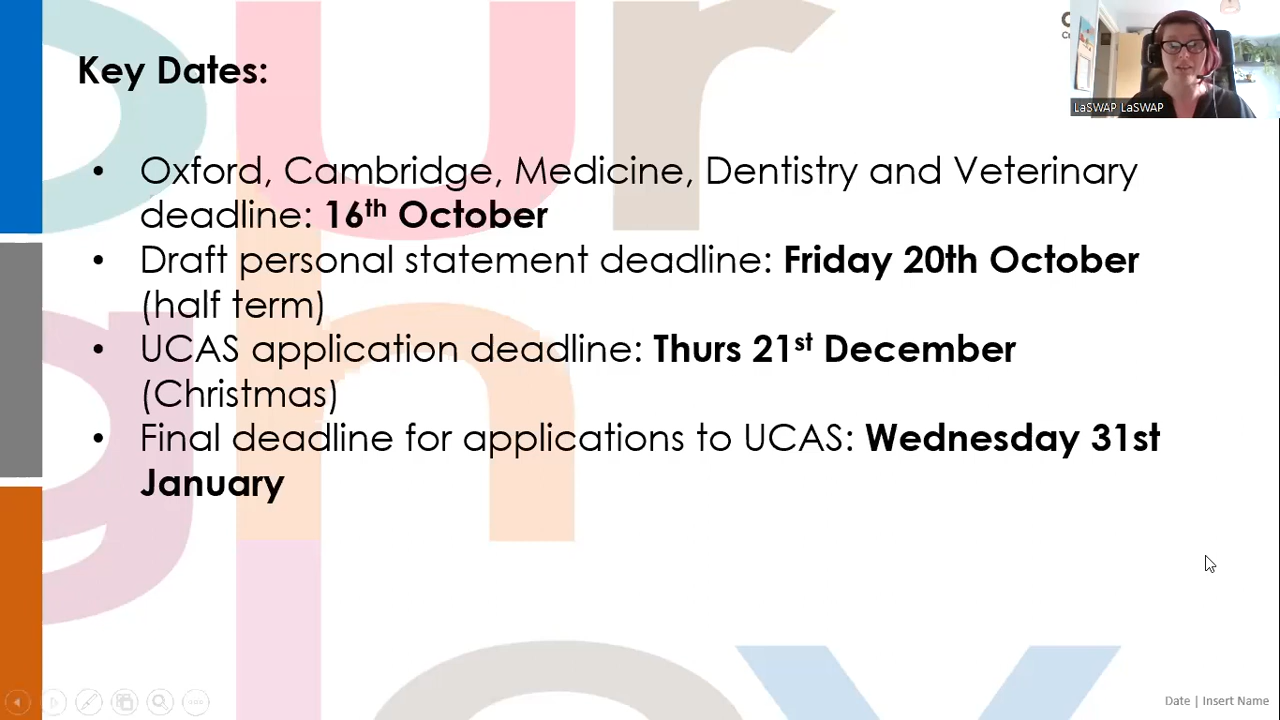 Key Dates:
• Oxford, Cambridge, Medicine, Dentistry and Veterinary
deadline: 16th October
• Draft personal statement deadline: Friday 20th October
(half term)
• UCAS application deadline: Thurs 21st December
(Christmas)
• Final deadline for applications to UCAS: Wednesday 31st
January
LaSWAP LaSWAP
Date | Insert Name